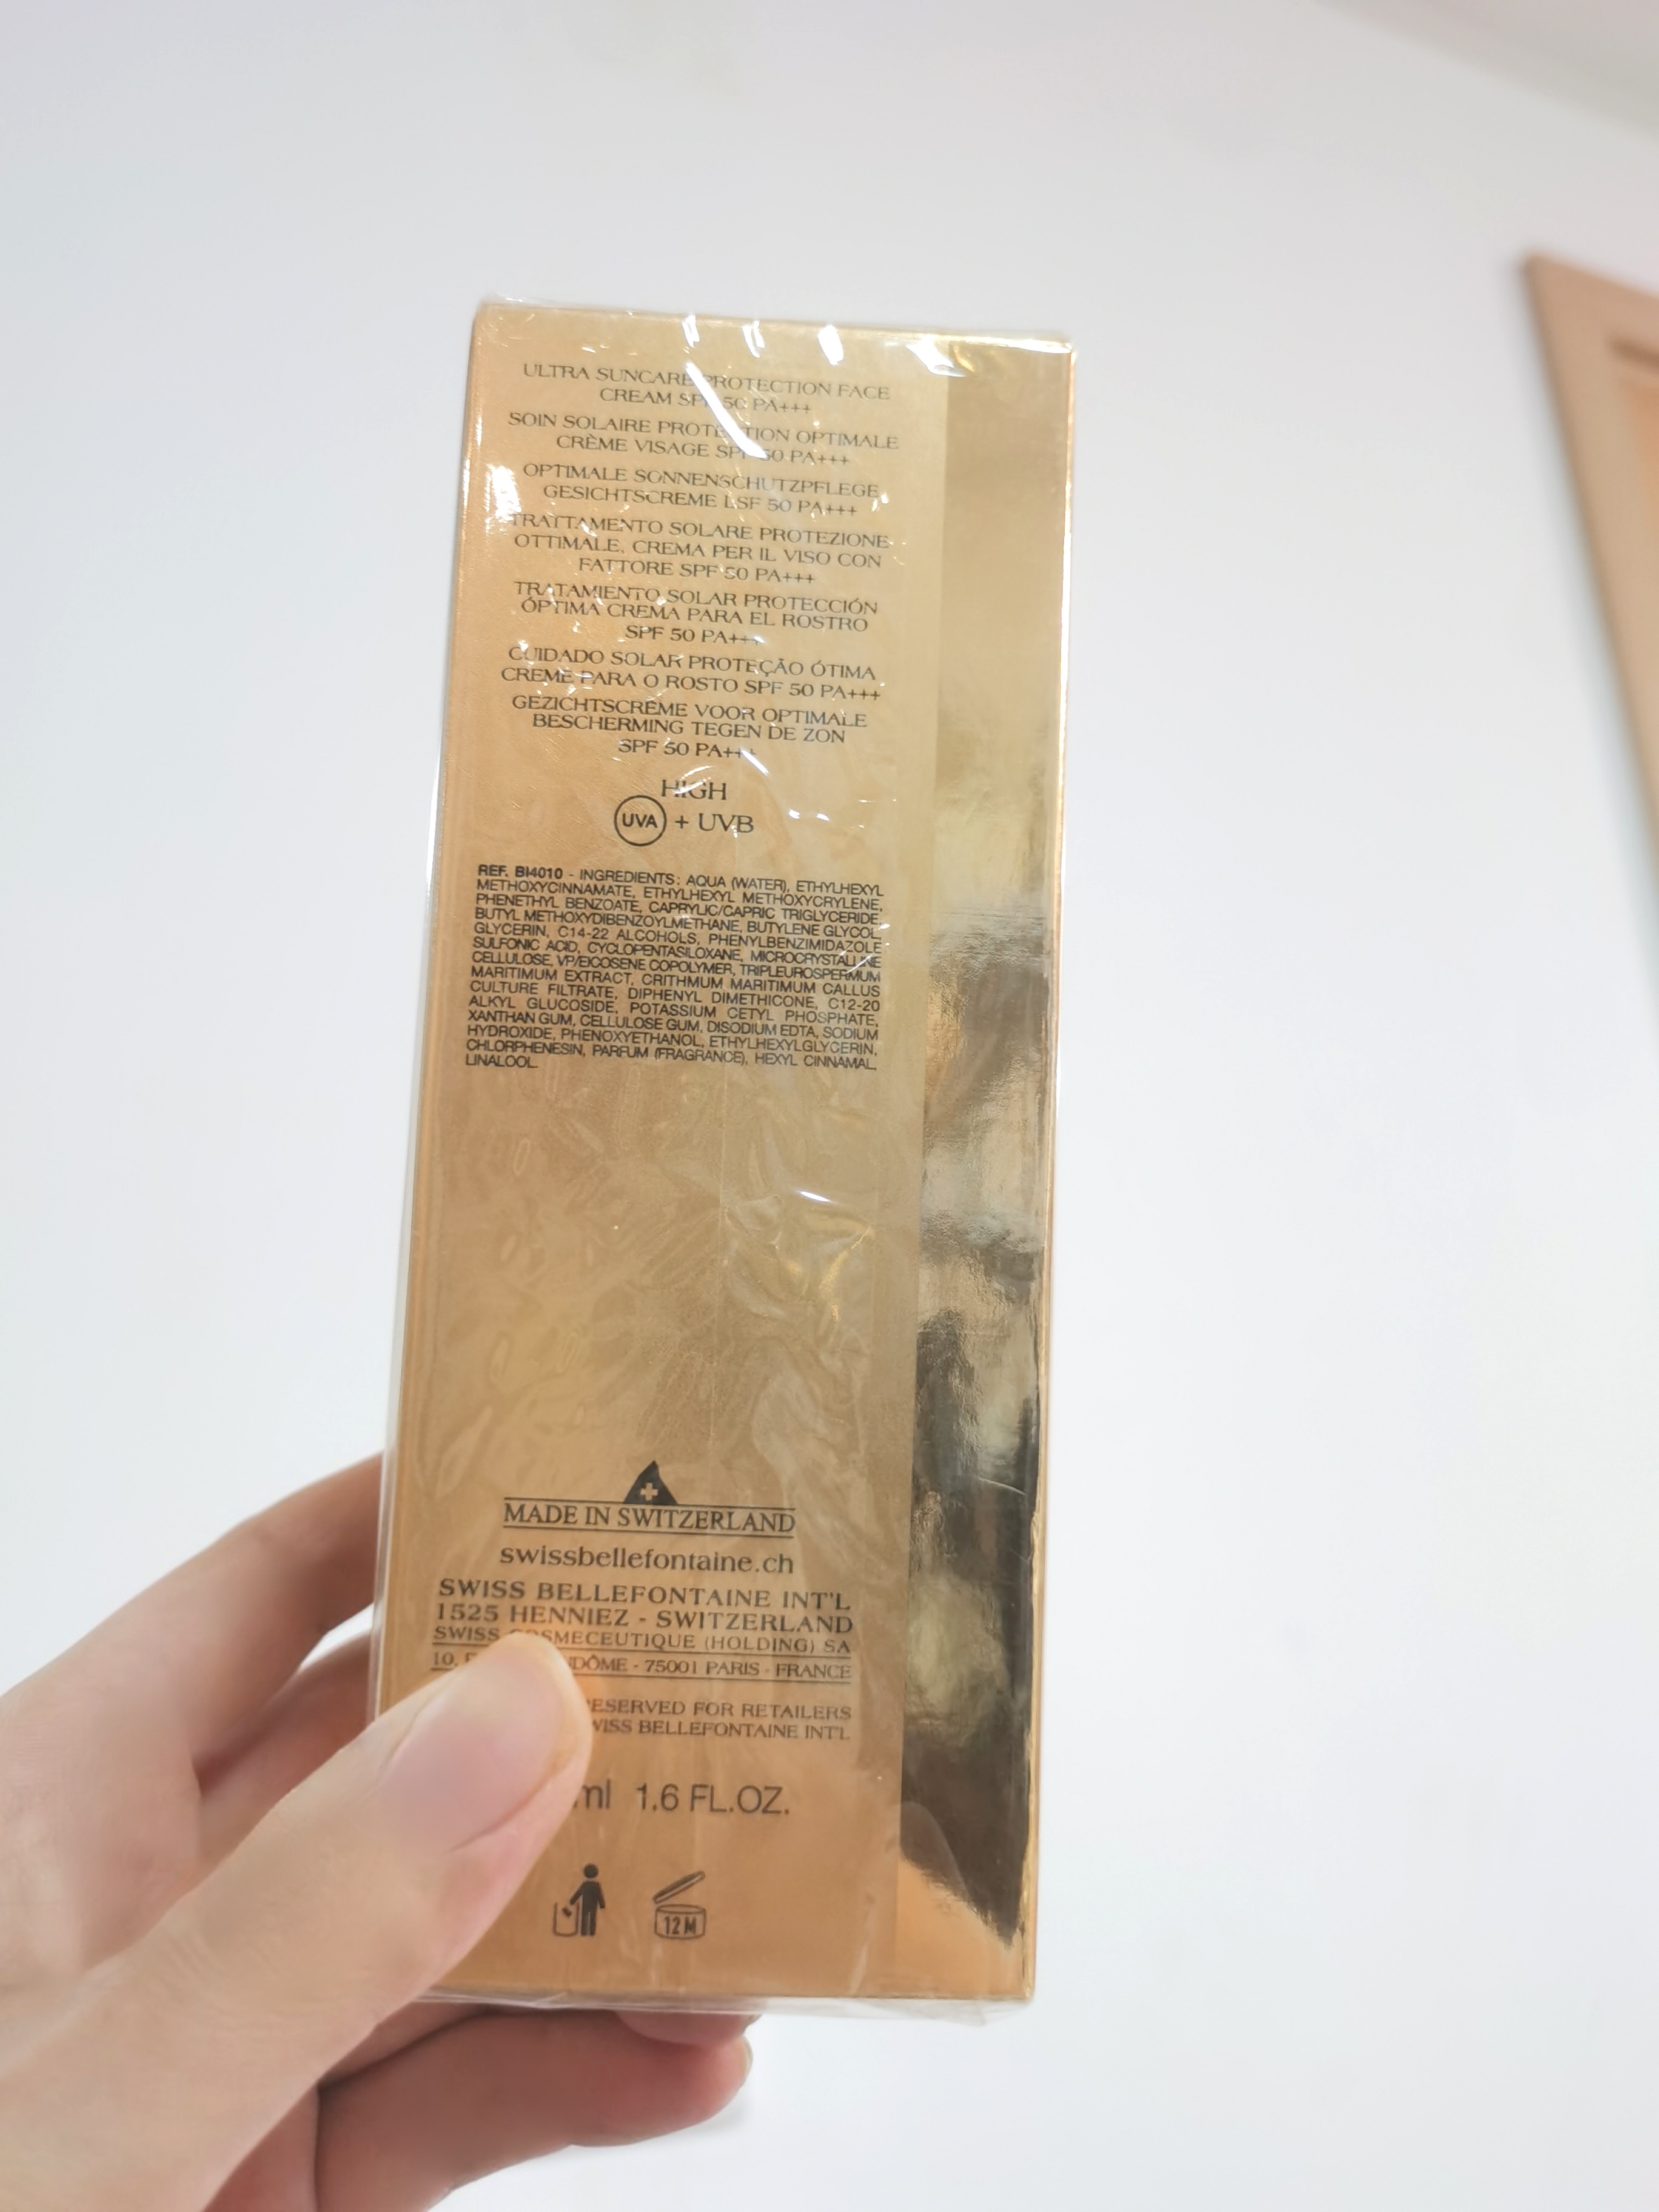 ULTRA SUNCARE PROTECTION FACE
CREAM SPF 50 PA+++
SOIN SOLAIRE PROTECTION OPTIMALE
CRÈME VISAGE SPF 50 PA+++
OPTIMALE SONNENSCHUTZPFLEGE
GESICHTSCREME LSF 50 PA+++
TRATTAMENTO SOLARE PROTEZIONE
OTTIMALE, CREMA PER IL VISO CON
FATTORE SPF 50 PA+++
TRATAMIENTO SOLAR PROTECCIÓN
ÓPTIMA CREMA PARA EL ROSTRO
SPF 50 PA+++
CUIDADO SOLAR PROTEÇÃO ÓTIMA
CREME PARA O ROSTO SPF 50 PA+++
GEZICHTSCRÈME VOOR OPTIMALE
BESCHERMING TEGEN DE ZON
SPF 50 PA+++
HIGH
UVA + UVB
REF. BI4010 - INGREDIENTS: AQUA (WATER), ETHYLHEXYL
METHOXYCINNAMATE, ETHYLHEXYL METHOXYCRYLENE,
PHENETHYL BENZOATE, CAPRYLIC/CAPRIC TRIGLYCERIDE,
BUTYL METHOXYDIBENZOYLMETHANE, BUTYLENE GLYCOL,
GLYCERIN, C14-22 ALCOHOLS, PHENYLBENZIMIDAZOLE
SULFONIC ACID, CYCLOPENTASILOXANE, MICROCRYSTALLINE
CELLULOSE, VP/EICOSENE COPOLYMER, TRIPLEUROSPERMUM
MARITIMUM EXTRACT, CRITHMUM MARITIMUM CALLUS
CULTURE FILTRATE, DIPHENYL DIMETHICONE, C12-20
ALKYL GLUCOSIDE, POTASSIUM CETYL PHOSPHATE,
XANTHAN GUM, CELLULOSE GUM, DISODIUM EDTA, SODIUM
HYDROXIDE, PHENOXYETHANOL, ETHYLHEXYLGLYCERIN,
CHLORPHENESIN, PARFUM (FRAGRANCE), HEXYL CINNAMAL,
LINALOOL.
MADE IN SWITZERLAND
swissbellefontaine.ch
SWISS BELLEFONTAINE INT'L
1525 HENNIEZ - SWITZERLAND
SWISS COSMECEUTIQUE (HOLDING) SA
10, - 75001 PARIS - FRANCE
RESERVED FOR RETAILERS
SWISS BELLEFONTAINE INT'L
ml 1.6 FL.OZ.
12M